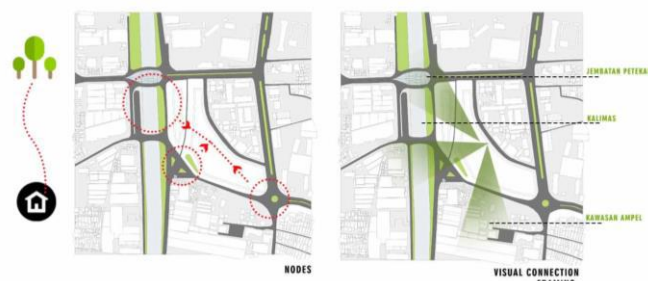 JEMBATAN PETEKA
KALIMAS
KAWASAN AMPEL
NODES
VISUAL CONNECTION